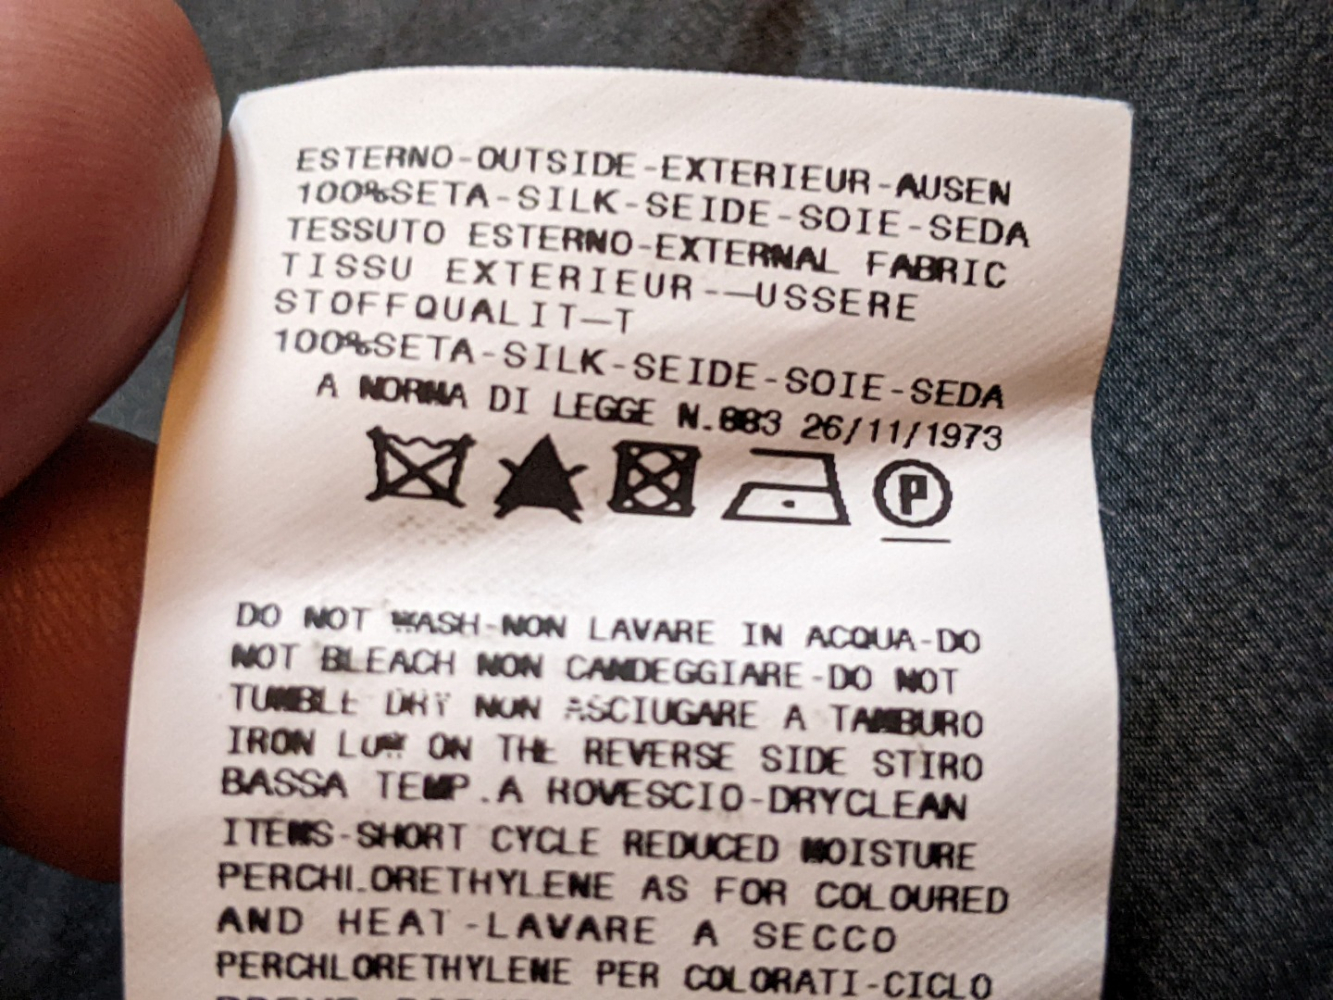 ESTERNO-OUTSIDE-EXTERIEUR-AUSEN
100%SETA-SILK-SEIDE-SOIE-SEDA
TESSUTO ESTERNO-EXTERNAL FABRIC
TISSU EXTERIEUR-—USSERE
STOFFQUALIT—T
100%SETA-SILK-SEIDE-SOIE-SEDA
A NORMA DI LEGGE N.883 26/11/1973
P
DO NOT WASH-NON LAVARE IN ACQUA-DO
NOT BLEACH NON CANDEGGIARE-DO NOT
TUMBLE DRY NON ASCIUGARE A TAMBURO
IRON LOW ON THE REVERSE SIDE STIRO
BASSA TEMP.A ROVESCIO-DRYCLEAN
ITEMS-SHORT CYCLE REDUCED MOISTURE
PERCHLORETHYLENE AS FOR COLOURED
AND HEAT-LAVARE A SECCO
PERCHLORETHYLENE PER COLORATI-CICLO